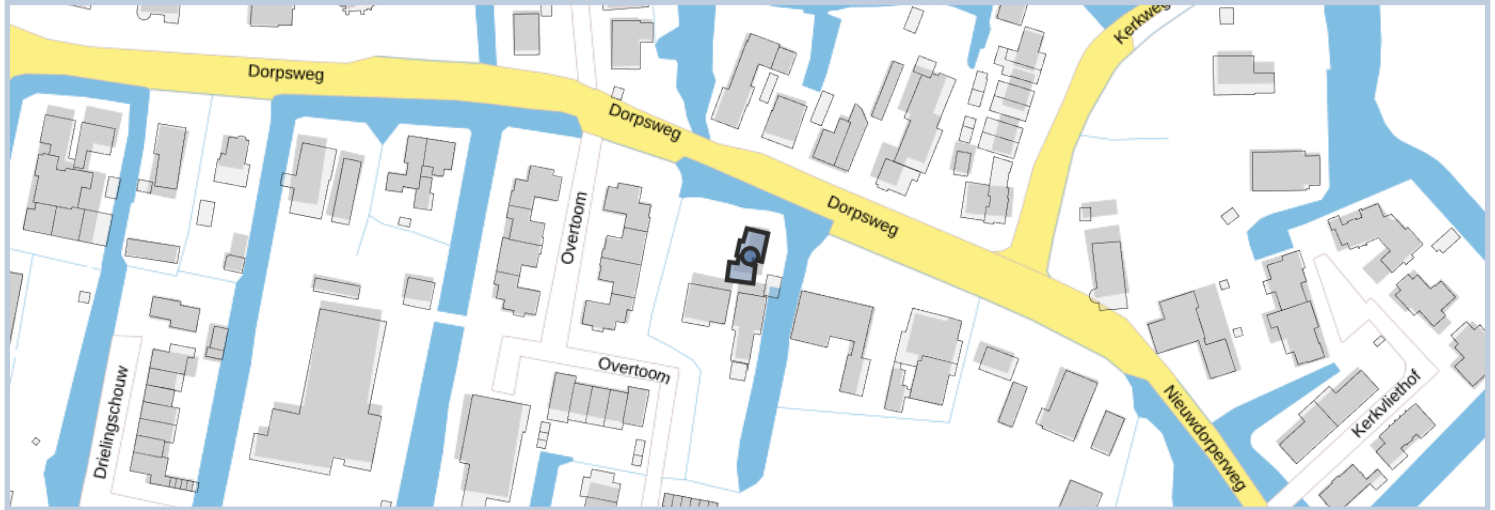 Kerkweg
Dorpsweg
Dorpsweg
Dorpsweg
Overtoom
Overtoom
Drielingschouw
Nieuwdorperweg
Kerkvliethof